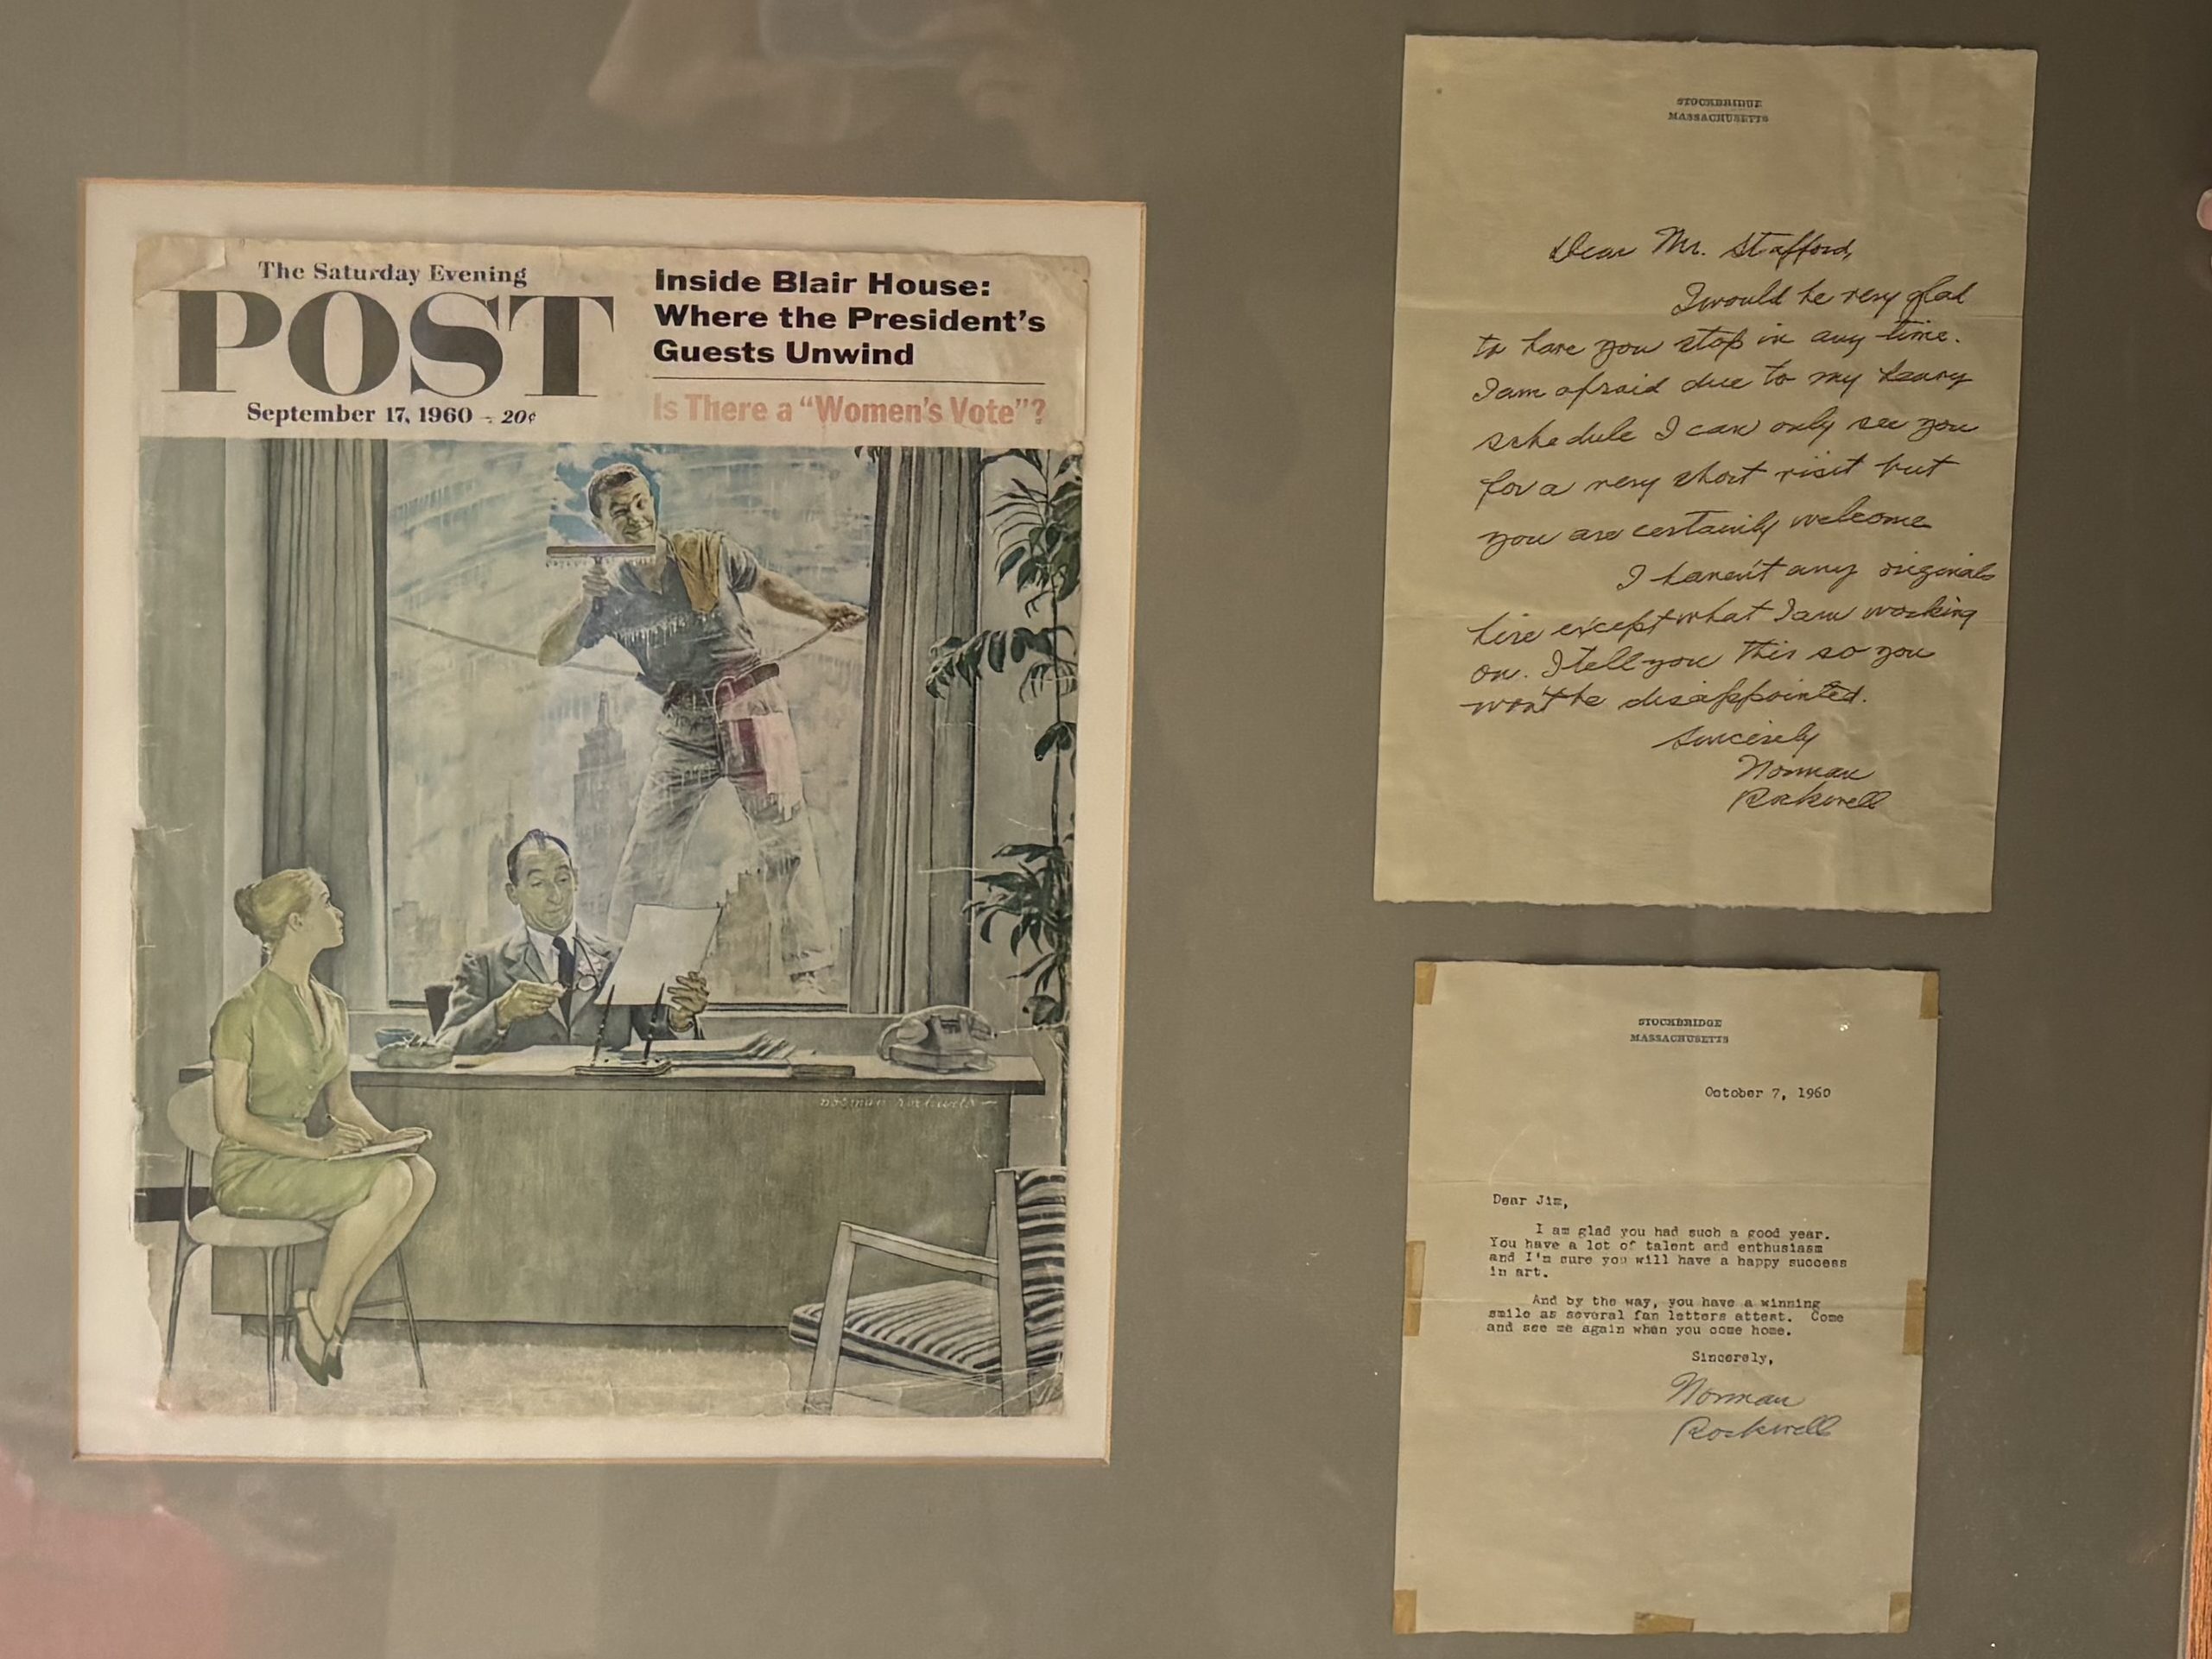 The Saturday Evening
POST
September 17, 1960 - 20¢
Inside Blair House:
Where the President's
Guests Unwind
Is There a "Women's Vote"?
norman rockwell
STOCKBRIDGE
MASSACHUSETTS
Dear Mr. Stafford,
I would be very glad
to have you stop in any time.
I am afraid due to my heavy
schedule I can only see you
for a very short visit but
you are certainly welcome
I haven't any originals
here except what I am working
on. I tell you this so you
won't be disappointed.
Sincerely
Norman
Rockwell
STOCKBRIDGE
MASSACHUSETTS
October 7, 1960
Dear Jim,
I am glad you had such a good year.
You have a lot of talent and enthusiasm
and I'm sure you will have a happy success
in art.
And by the way, you have a winning
smile as several fan letters attest. Come
and see me again when you come home.
Sincerely,
Norman
Rockwell